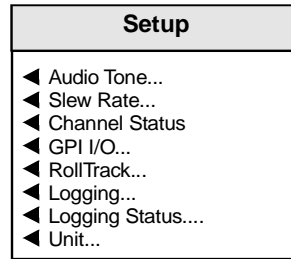 Setup
◄ Audio Tone...
◄ Slew Rate...
◄ Channel Status
◄ GPI I/O...
◄ RollTrack...
◄ Logging...
◄ Logging Status....
◄ Unit...